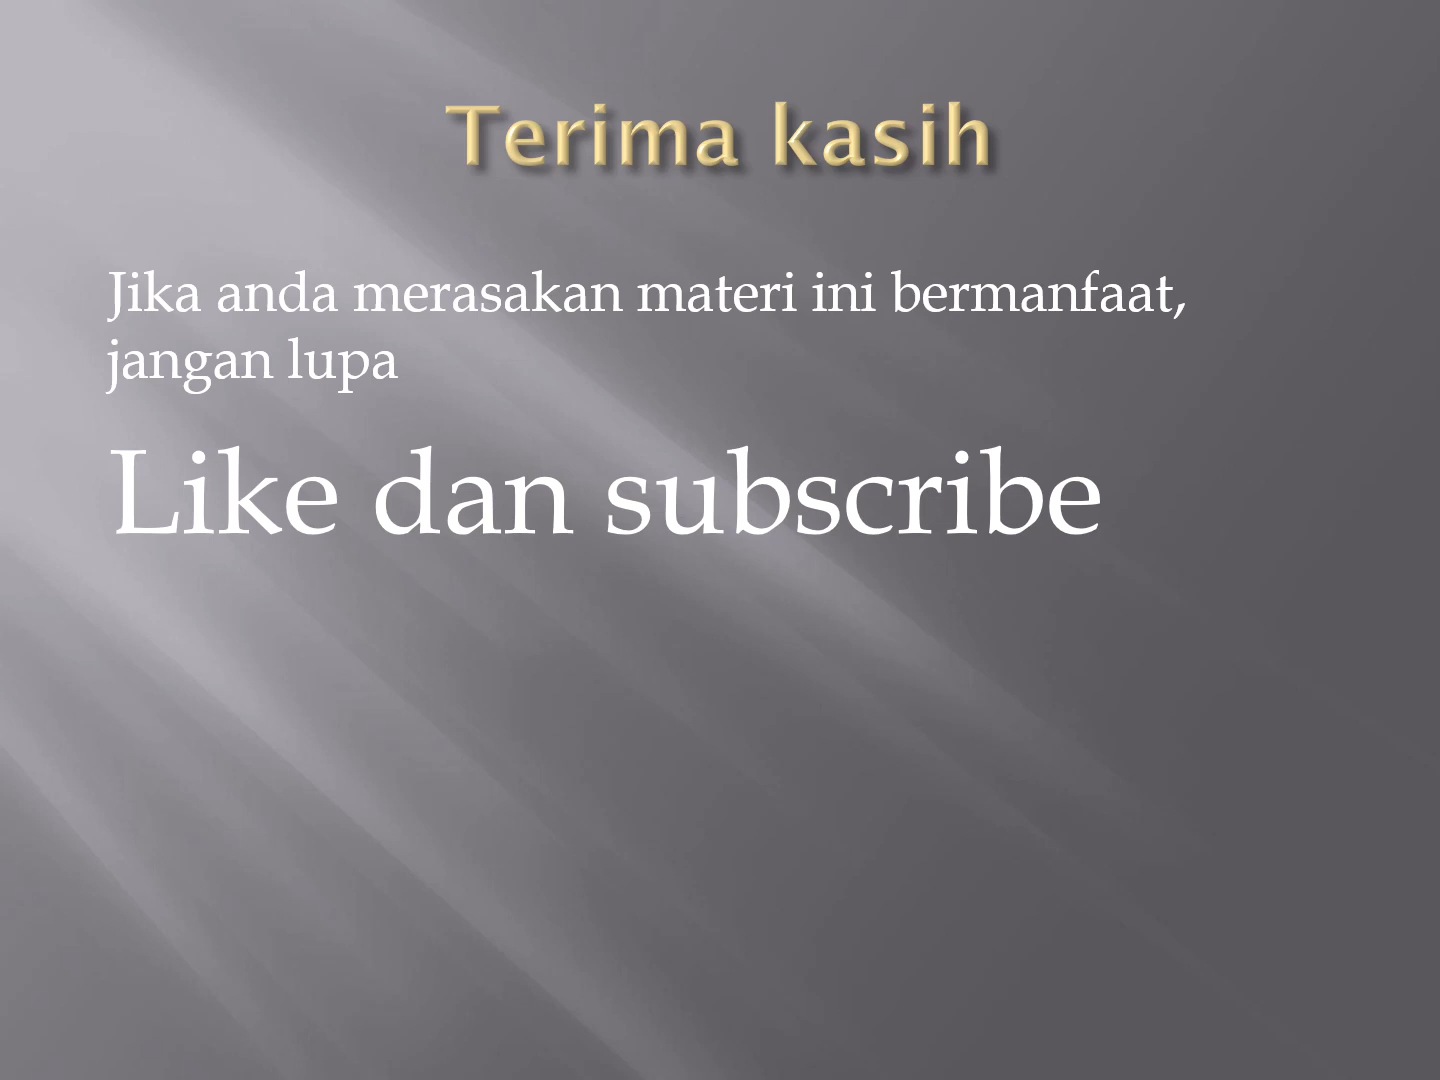 Terima kasih
Jika anda merasakan materi ini bermanfaat,
jangan lupa
Like dan subscribe